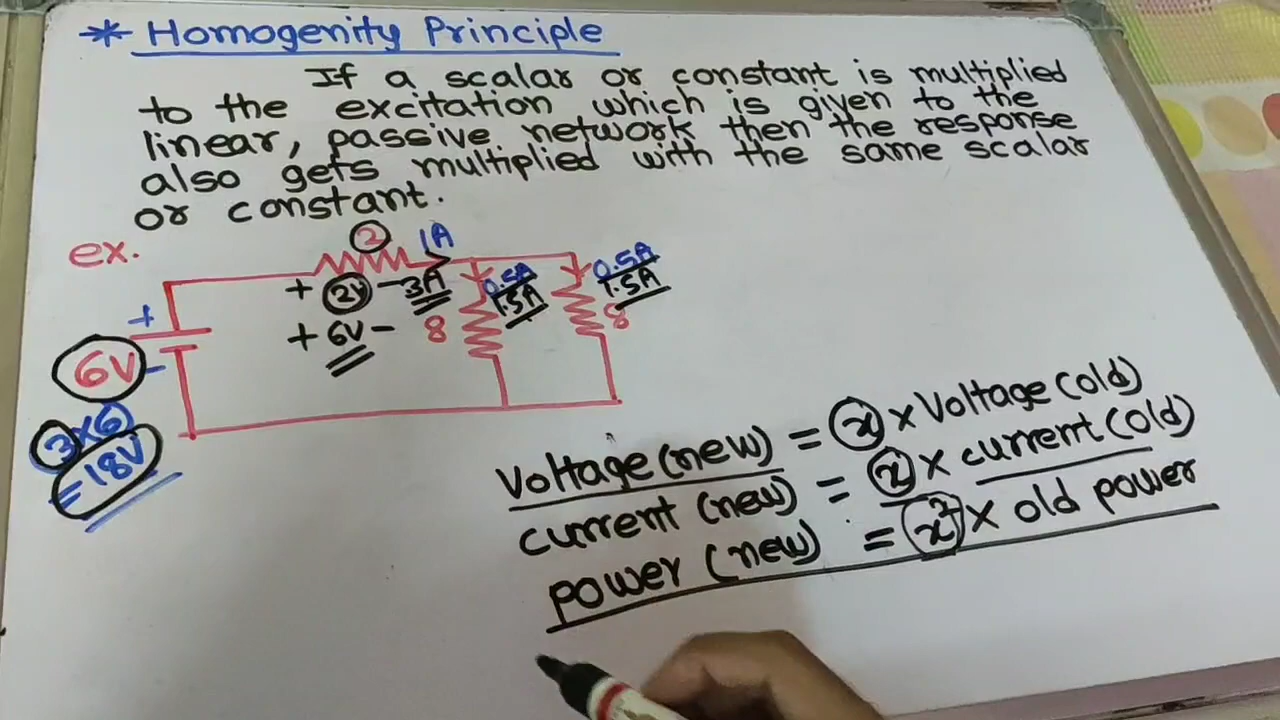 * Homogenity Principle
If a scalar or constant is multiplied
to the excitation which is given to the
linear, passive network then the response
also gets multiplied with the same scalar
or constant.
ex.
2
1A
+ 2V -
3A
+ 6V -
0.5A
1.5A
0.5A
1.5A
8
8
+
6V
-
3×6
= 18V
Voltage (new) = x × Voltage (old)
current (new) = x × current (old)
power (new) = x² × old power